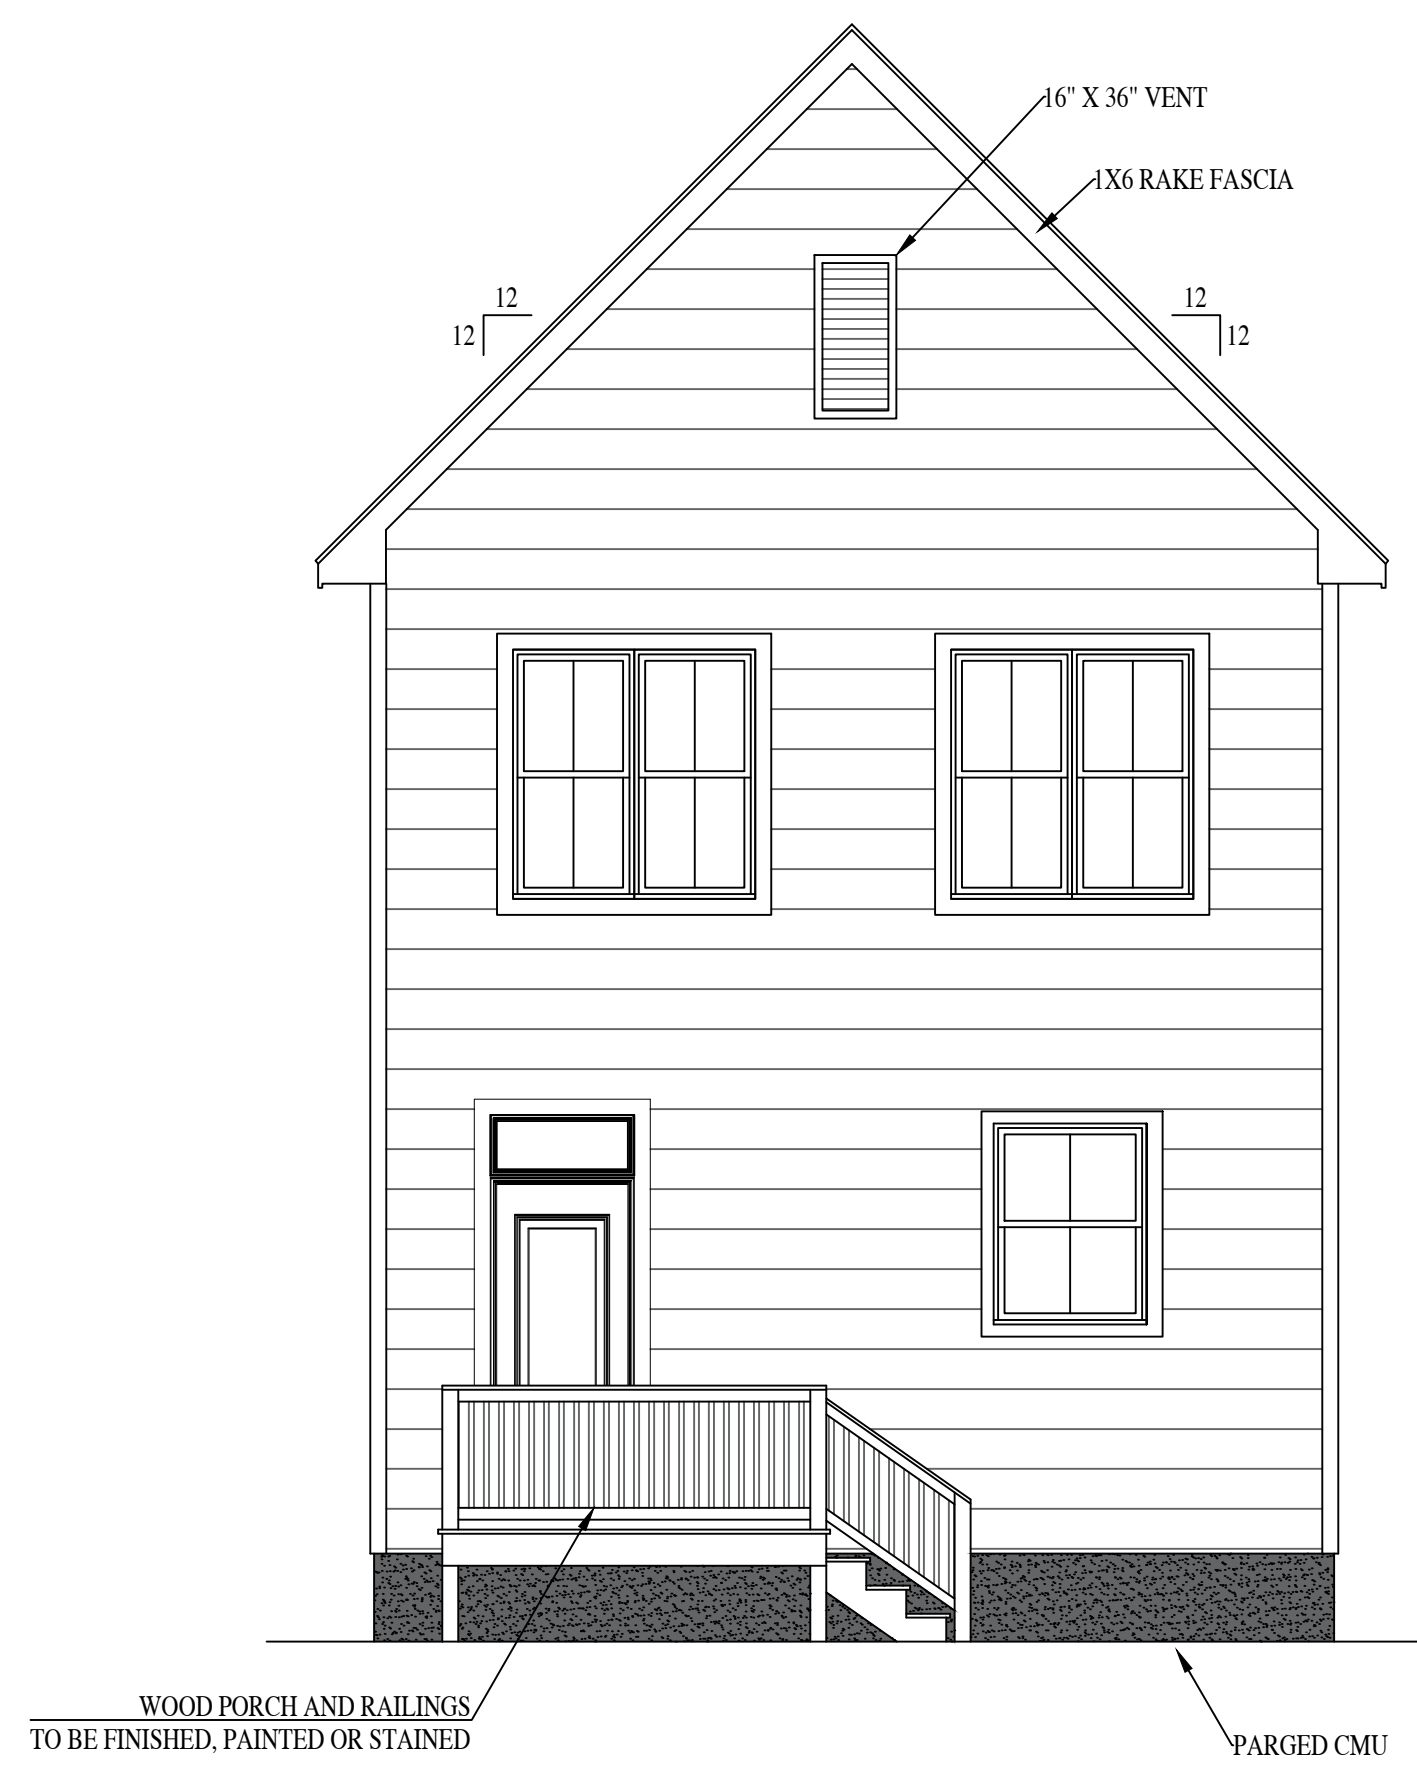 16" X 36" VENT
1X6 RAKE FASCIA
12
12
12
12
WOOD PORCH AND RAILINGS
TO BE FINISHED, PAINTED OR STAINED
PARGED CMU